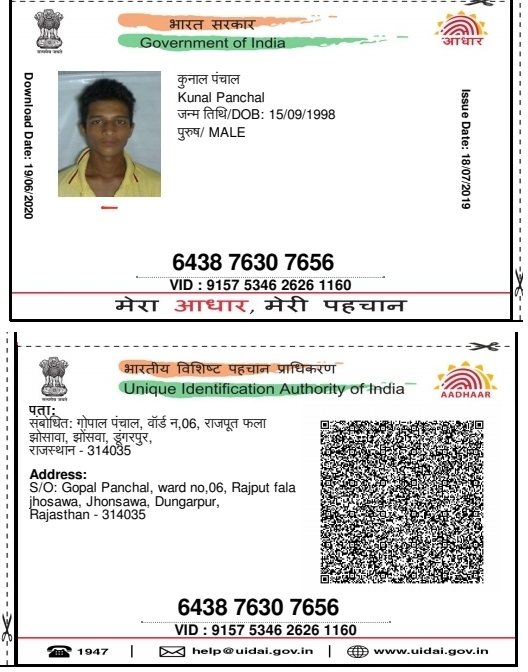 भारत सरकार
Government of India
आधार
Download Date: 19/06/2020
कुनाल पंचाल
Kunal Panchal
जन्म तिथि/DOB: 15/09/1998
पुरुष/ MALE
Issue Date: 18/07/2019
6438 7630 7656
VID : 9157 5346 2626 1160
मेरा आधार, मेरी पहचान
भारतीय विशिष्ट पहचान प्राधिकरण
Unique Identification Authority of India
AADHAAR
पता:
संबोधित: गोपाल पंचाल, वॉर्ड न,06, राजपूत फला
झोसावा, झोंसवा, डूंगरपुर,
राजस्थान - 314035
Address:
S/O: Gopal Panchal, ward no,06, Rajput fala
jhosawa, Jhonsawa, Dungarpur,
Rajasthan - 314035
6438 7630 7656
VID : 9157 5346 2626 1160
1947 | help@uidai.gov.in | www.uidai.gov.in